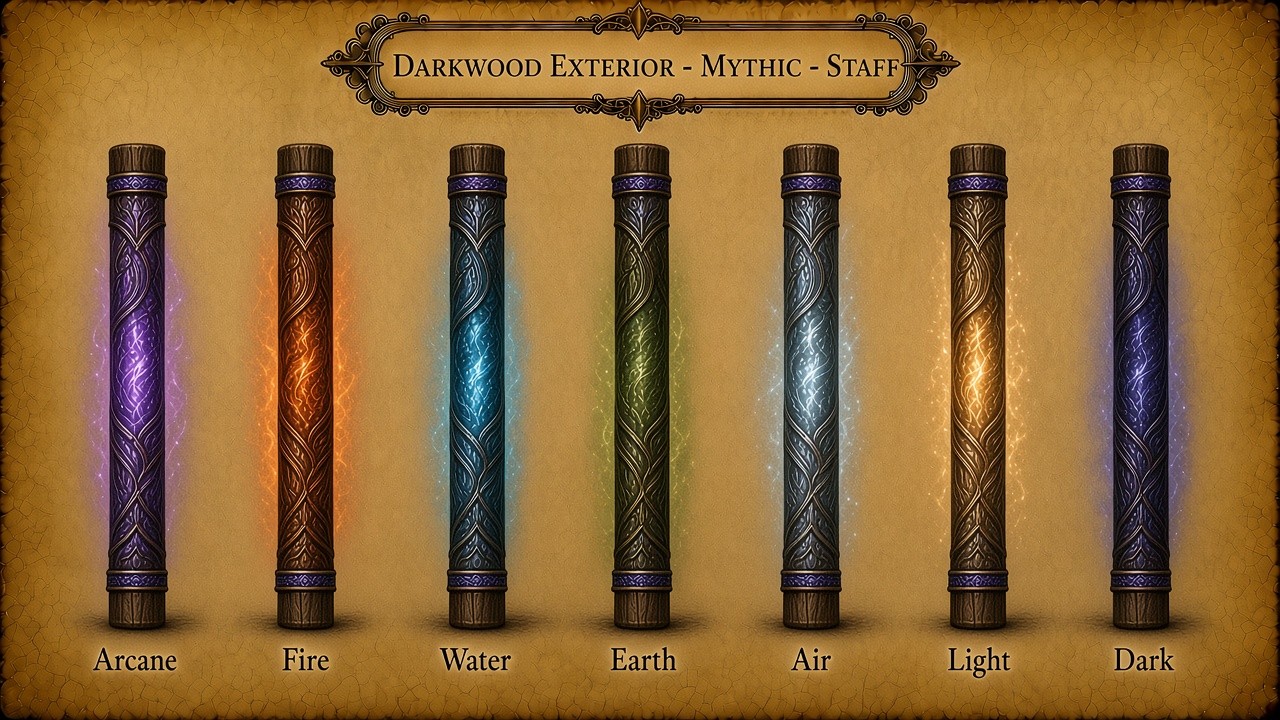 Darkwood Exterior - Mythic - Staff
Arcane
Fire
Water
Earth
Air
Light
Dark